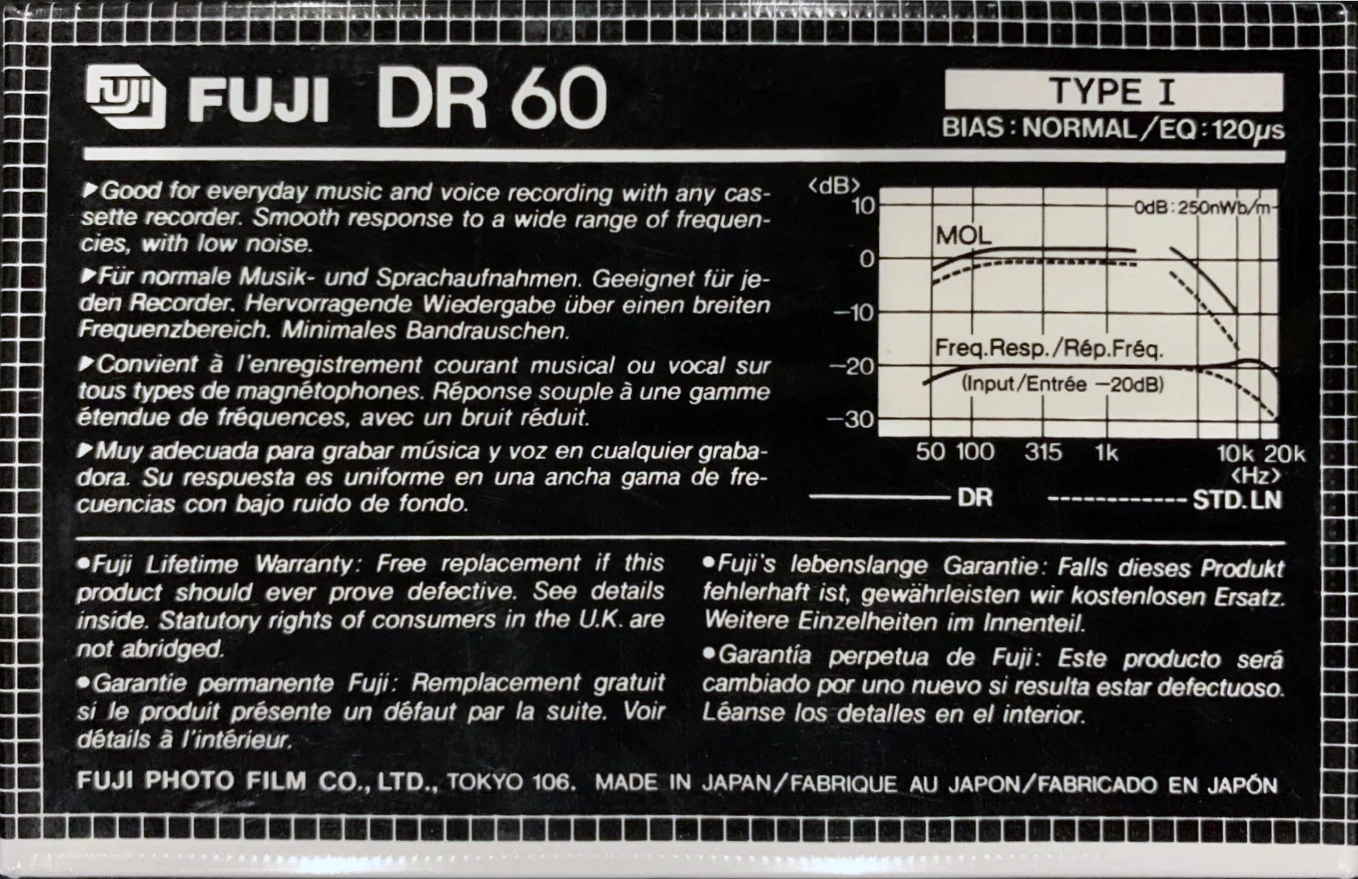 FUJI FUJI DR 60
TYPE I
BIAS : NORMAL/EQ : 120µs
▶Good for everyday music and voice recording with any cas-
sette recorder. Smooth response to a wide range of frequen-
cies, with low noise.
▶Für normale Musik- und Sprachaufnahmen. Geeignet für je-
den Recorder. Hervorragende Wiedergabe über einen breiten
Frequenzbereich. Minimales Bandrauschen.
▶Convient à l'enregistrement courant musical ou vocal sur
tous types de magnétophones. Réponse souple à une gamme
étendue de fréquences, avec un bruit réduit.
▶Muy adecuada para grabar música y voz en cualquier graba-
dora. Su respuesta es uniforme en una ancha gama de fre-
cuencias con bajo ruido de fondo.
<dB>
10
0dB : 250nWb/m
MOL
0
−10
Freq.Resp./Rép.Fréq.
−20
(Input/Entrée −20dB)
−30
50 100 315 1k 10k 20k
<Hz>
DR STD.LN
●Fuji Lifetime Warranty: Free replacement if this
product should ever prove defective. See details
inside. Statutory rights of consumers in the U.K. are
not abridged.
●Garantie permanente Fuji: Remplacement gratuit
si le produit présente un défaut par la suite. Voir
détails à l'intérieur.
●Fuji's lebenslange Garantie: Falls dieses Produkt
fehlerhaft ist, gewährleisten wir kostenlosen Ersatz.
Weitere Einzelheiten im Innenteil.
●Garantía perpetua de Fuji: Este producto será
cambiado por uno nuevo si resulta estar defectuoso.
Léanse los detalles en el interior.
FUJI PHOTO FILM CO., LTD., TOKYO 106. MADE IN JAPAN/FABRIQUE AU JAPON/FABRICADO EN JAPÓN